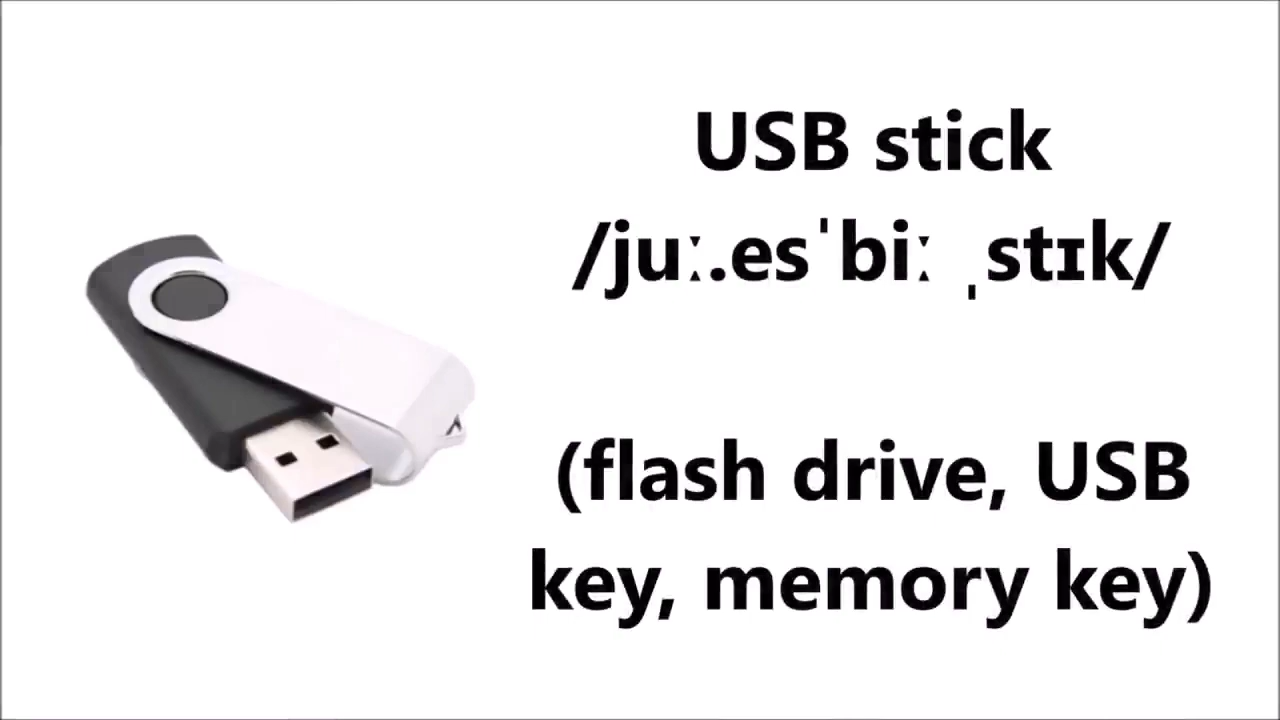 USB stick
/juː.esˈbiː ˌstɪk/
(flash drive, USB
key, memory key)